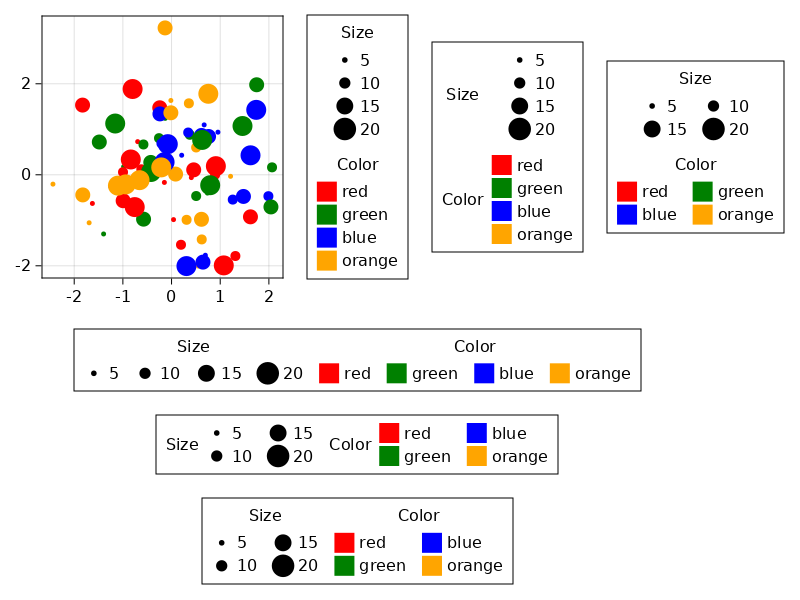 2
0
-2
-2 -1 0 1 2
Size
5
10
15
20
Color
red
green
blue
orange
Size
5
10
15
20
Color
red
green
blue
orange
Size
5 10
15 20
Color
red green
blue orange
Size Color
5 10 15 20 red green blue orange
Size 5 15 Color red blue
10 20 green orange
Size Color
5 15 red blue
10 20 green orange